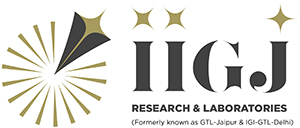 IIGJ
RESEARCH & LABORATORIES
(Formerly known as GTL-Jaipur & IGI-GTL-Delhi)